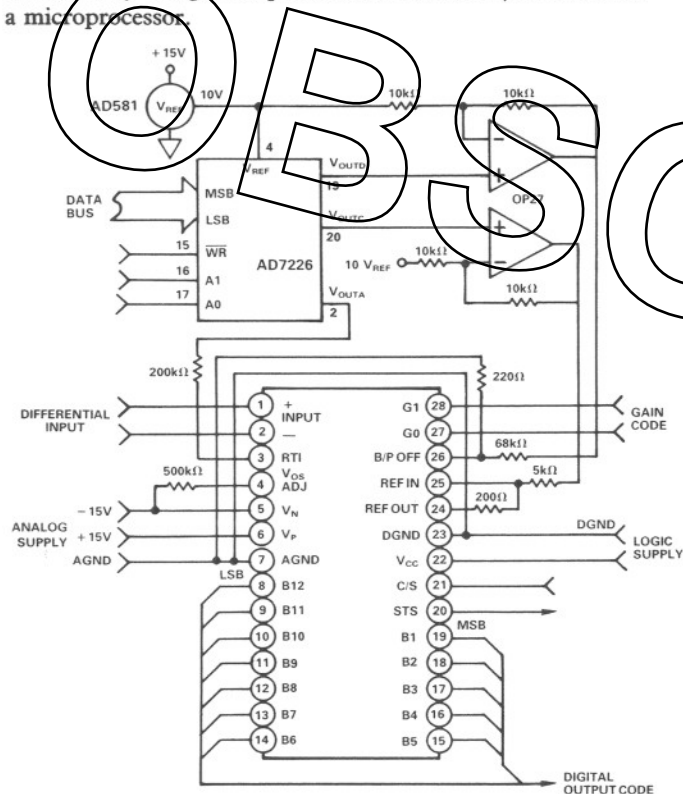 a microprocessor.
+ 15V
AD581
VREF
10V
10kΩ
10kΩ
4
VREF
VOUTD
19
OP27
DATA
BUS
MSB
LSB
VOUTC
20
15
WR
AD7226
10 VREF
10kΩ
16
A1
17
A0
VOUTA
2
10kΩ
200kΩ
220Ω
DIFFERENTIAL
INPUT
1
+
INPUT
2
–
3
RTI
500kΩ
4
VOS
ADJ
– 15V
5
VN
ANALOG
SUPPLY
+ 15V
6
VP
AGND
7
AGND
LSB
8
B12
9
B11
10
B10
11
B9
12
B8
13
B7
14
B6
G1
28
GAIN
CODE
G0
27
68kΩ
B/P OFF
26
5kΩ
REF IN
25
200Ω
REF OUT
24
DGND
23
DGND
LOGIC
SUPPLY
VCC
22
C/S
21
STS
20
MSB
B1
19
B2
18
B3
17
B4
16
B5
15
DIGITAL
OUTPUT CODE
OBSO